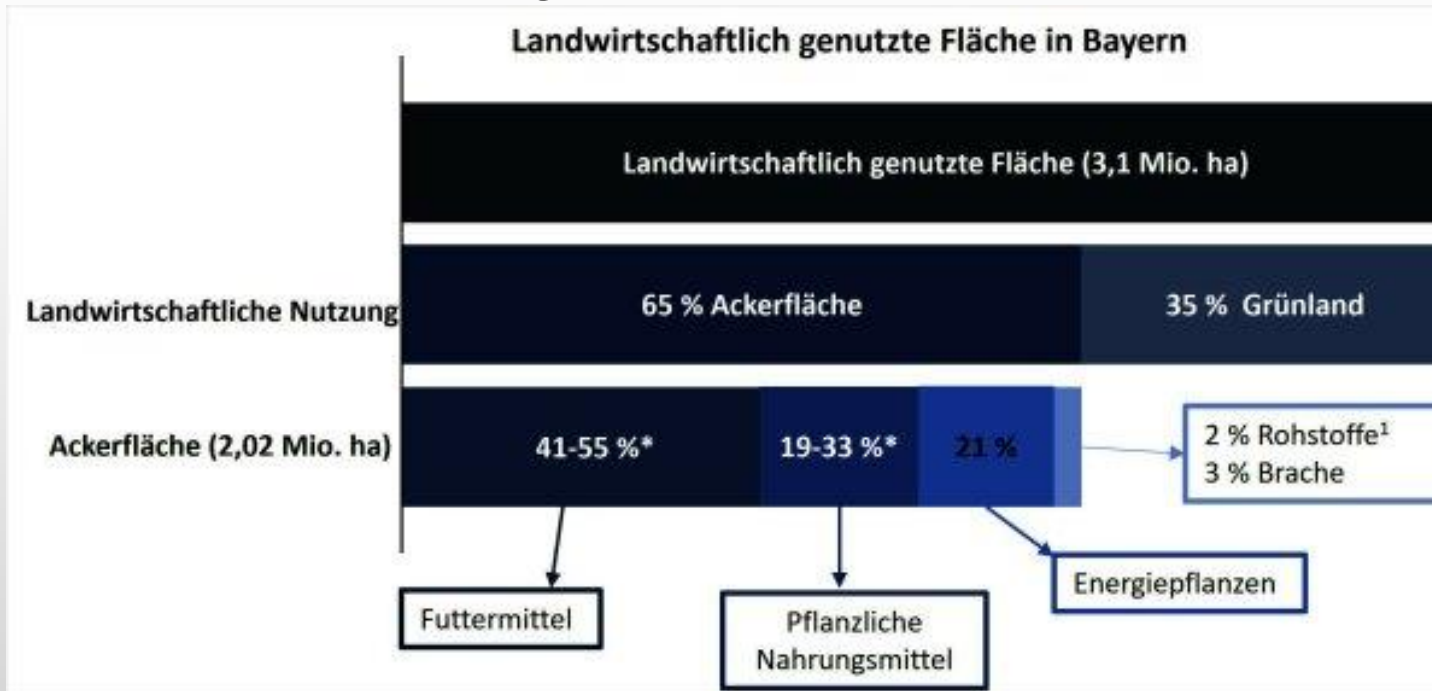 Landwirtschaftlich genutzte Fläche in Bayern
Landwirtschaftlich genutzte Fläche (3,1 Mio. ha)
Landwirtschaftliche Nutzung
65 % Ackerfläche
35 % Grünland
Ackerfläche (2,02 Mio. ha)
41-55 %*
19-33 %*
21 %
2 % Rohstoffe¹
3 % Brache
Futtermittel
Pflanzliche
Nahrungsmittel
Energiepflanzen